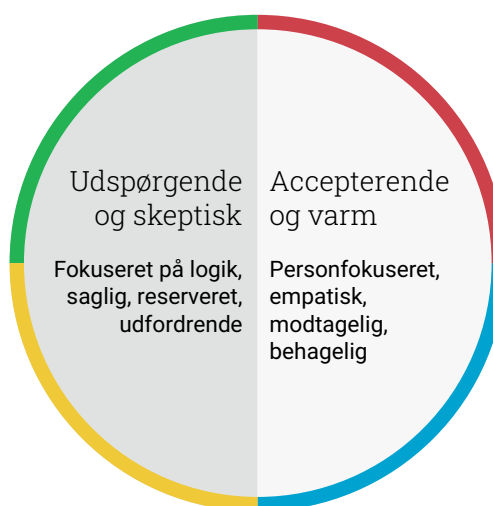 Udspørgende
og skeptisk
Fokuseret på logik,
saglig, reserveret,
udfordrende
Accepterende
og varm
Personfokuseret,
empatisk,
modtagelig,
behagelig